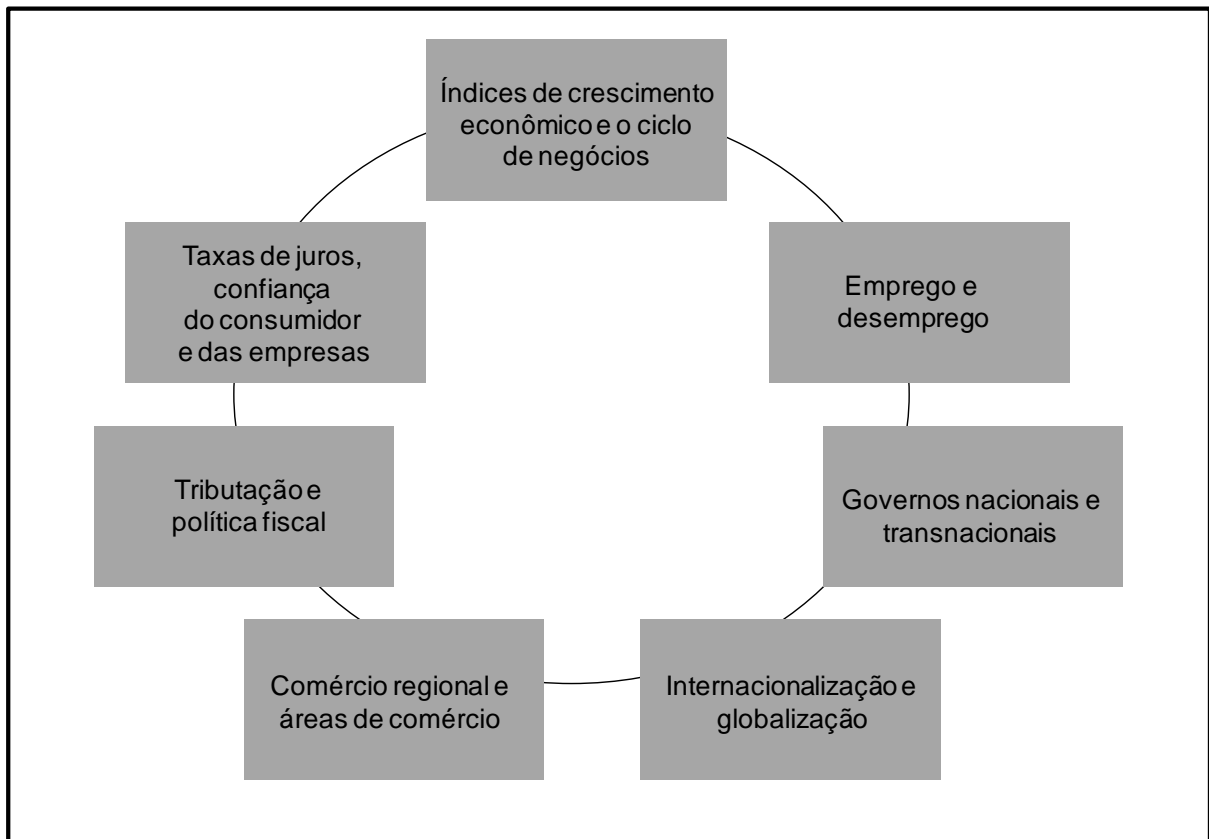 Índices de crescimento
econômico e o ciclo
de negócios
Taxas de juros,
confiança
do consumidor
e das empresas
Emprego e
desemprego
Tributação e
política fiscal
Governos nacionais e
transnacionais
Comércio regional e
áreas de comércio
Internacionalização e
globalização